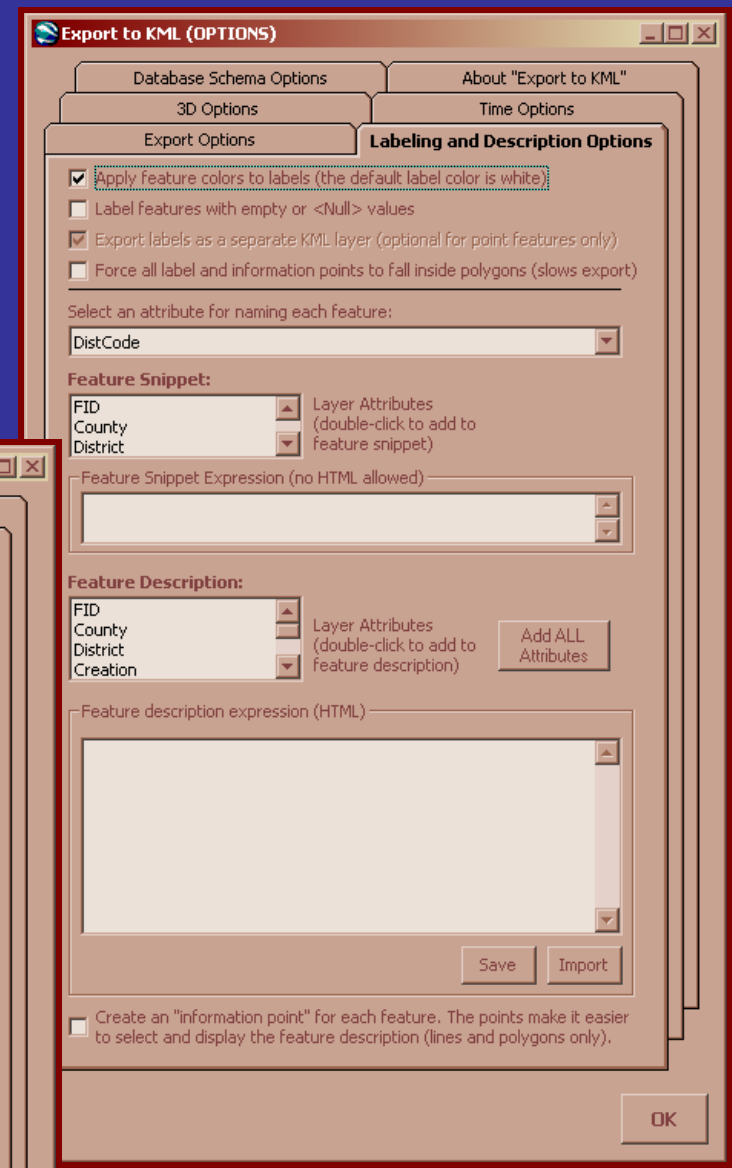 Export to KML (OPTIONS)
Database Schema Options
About "Export to KML"
3D Options
Time Options
Export Options
Labeling and Description Options
Apply feature colors to labels (the default label color is white)
Label features with empty or <Null> values
Export labels as a separate KML layer (optional for point features only)
Force all label and information points to fall inside polygons (slows export)
Select an attribute for naming each feature:
DistCode
Feature Snippet:
FID
County
District
Layer Attributes
(double-click to add to
feature snippet)
Feature Snippet Expression (no HTML allowed)
Feature Description:
FID
County
District
Creation
Layer Attributes
(double-click to add to
feature description)
Add ALL
Attributes
Feature description expression (HTML)
Save
Import
Create an "information point" for each feature. The points make it easier
to select and display the feature description (lines and polygons only).
OK